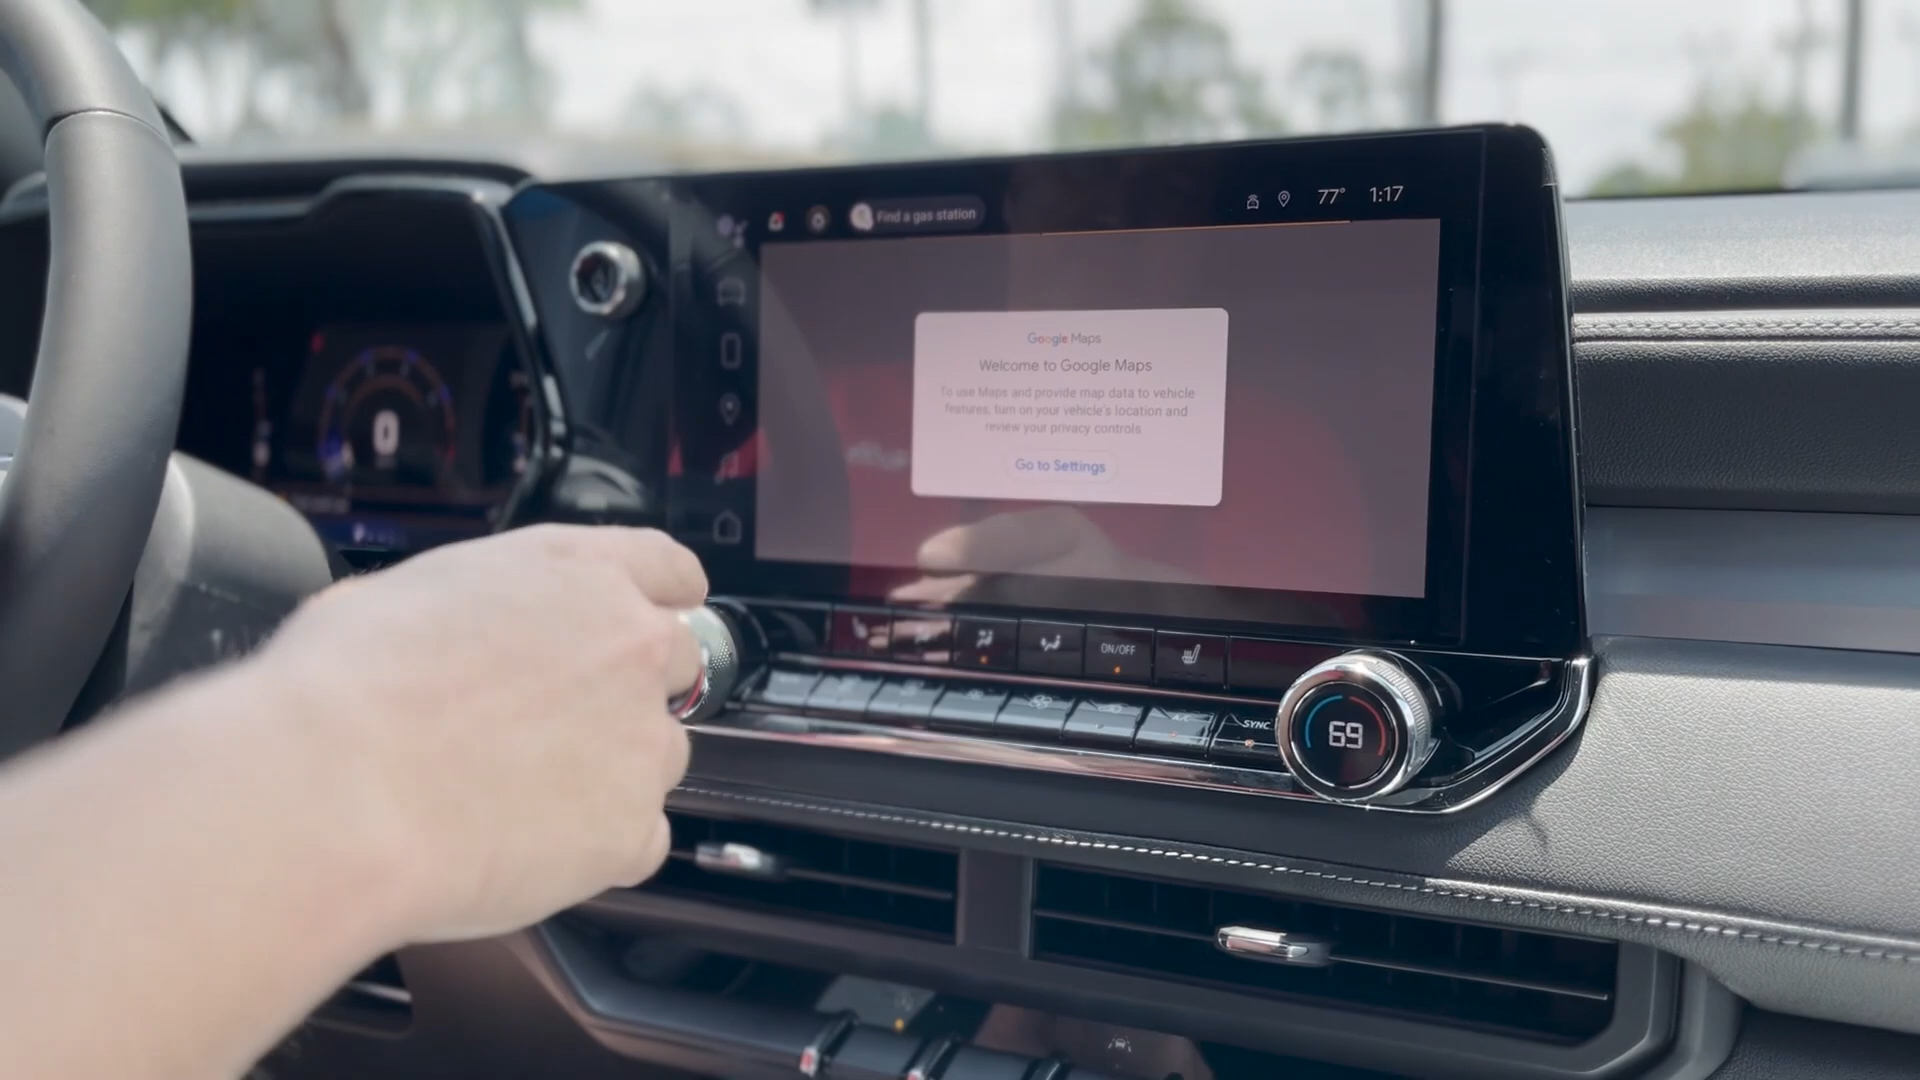 Find a gas station
77° 1:17
Google Maps
Welcome to Google Maps
To use Maps and provide map data to vehicle
features, turn on your vehicle's location and
review your privacy controls
Go to Settings
0
ON/OFF
A/C
SYNC
69